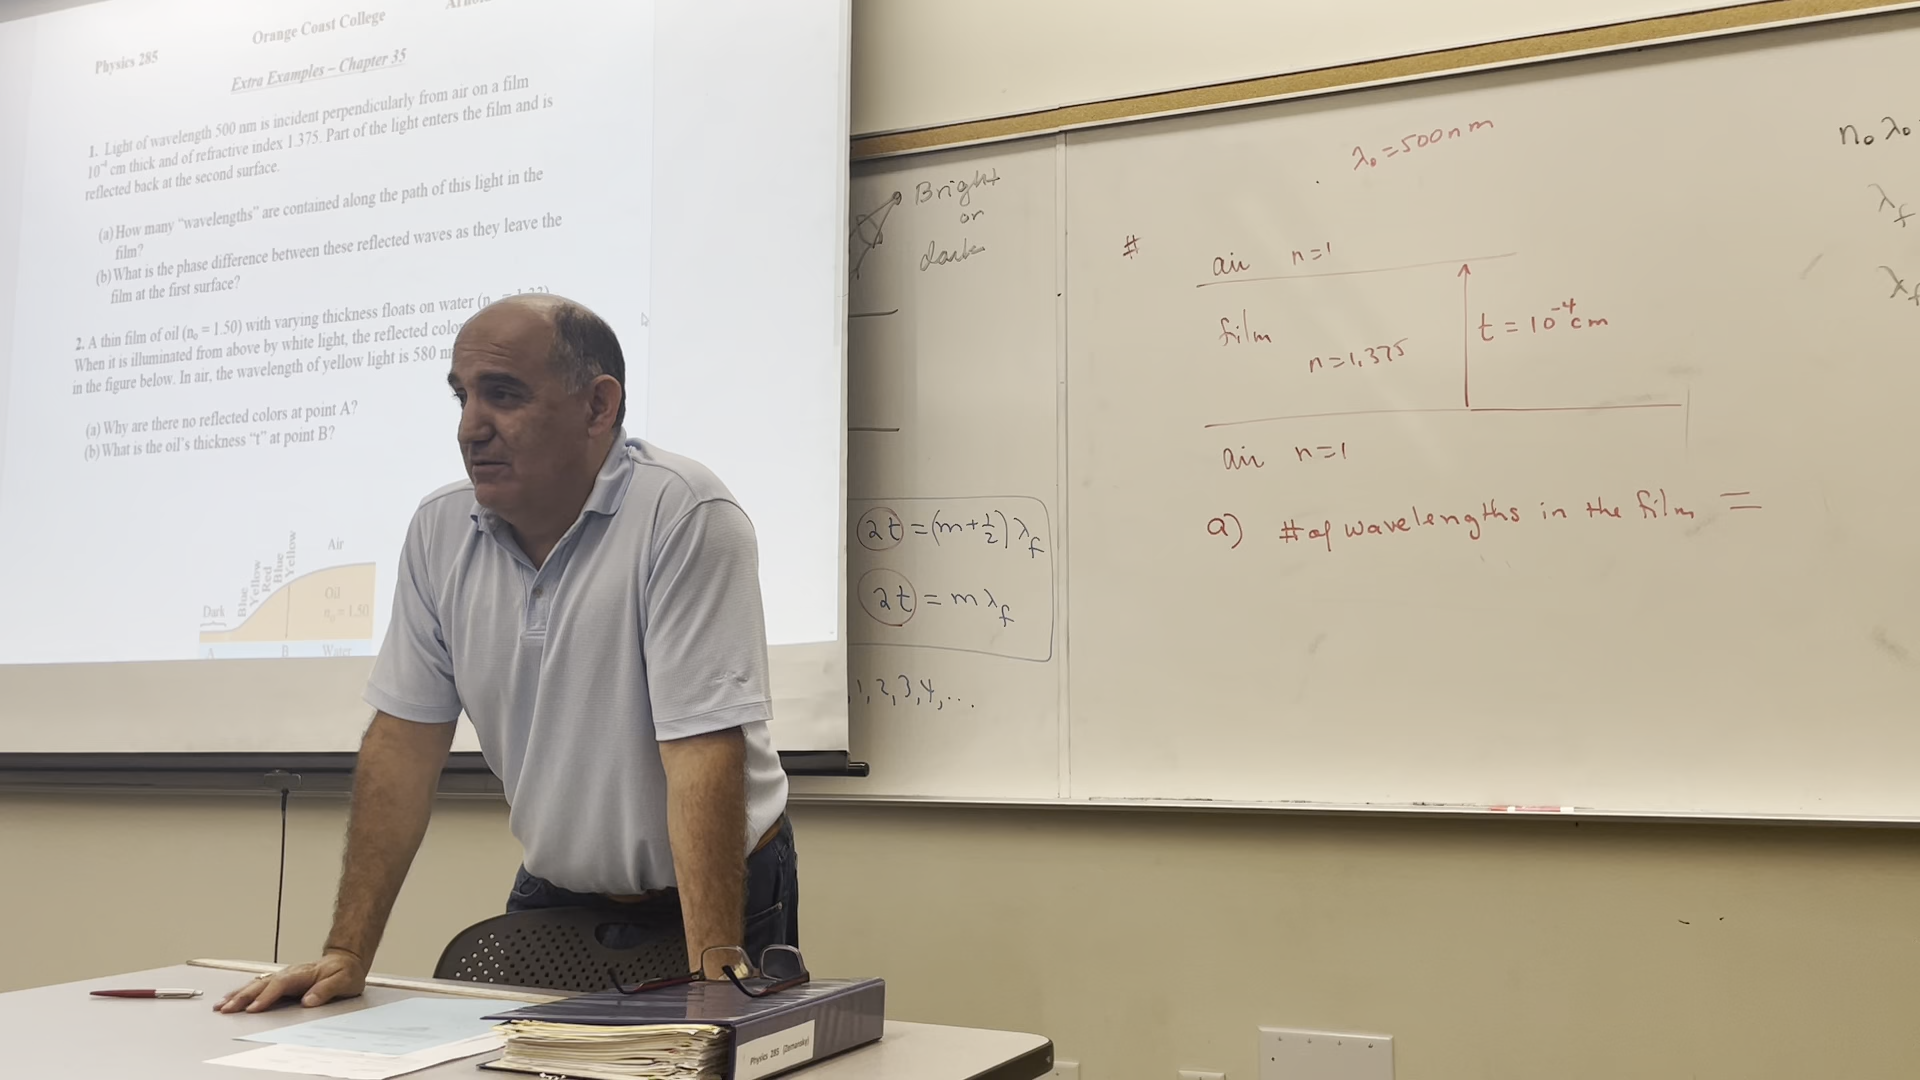 Physics 285
Orange Coast College
Extra Examples – Chapter 35
1. Light of wavelength 500 nm is incident perpendicularly from air on a film
10⁻⁴ cm thick and of refractive index 1.375. Part of the light enters the film and is
reflected back at the second surface.
(a) How many “wavelengths” are contained along the path of this light in the
film?
(b) What is the phase difference between these reflected waves as they leave the
film at the first surface?
2. A thin film of oil (n₀ = 1.50) with varying thickness floats on water
When it is illuminated from above by white light, the reflected
in the figure below. In air, the wavelength of yellow light is 580
(a) Why are there no reflected colors at point A?
(b) What is the oil's thickness “t” at point B?
Dark
Blue
Yellow
Red
Blue
Yellow
Air
Oil
n₀ = 1.50
A
B
Water
Bright
or
dark
2t = (m+½)λf
2t = mλf
1, 2, 3, 4, ...
λ₀ = 500nm
#
air n=1
film
n=1.375
t = 10⁻⁴cm
air n=1
a) # of wavelengths in the film =
n₀λ₀
λf
λf
Physics 285 (Zemansky)